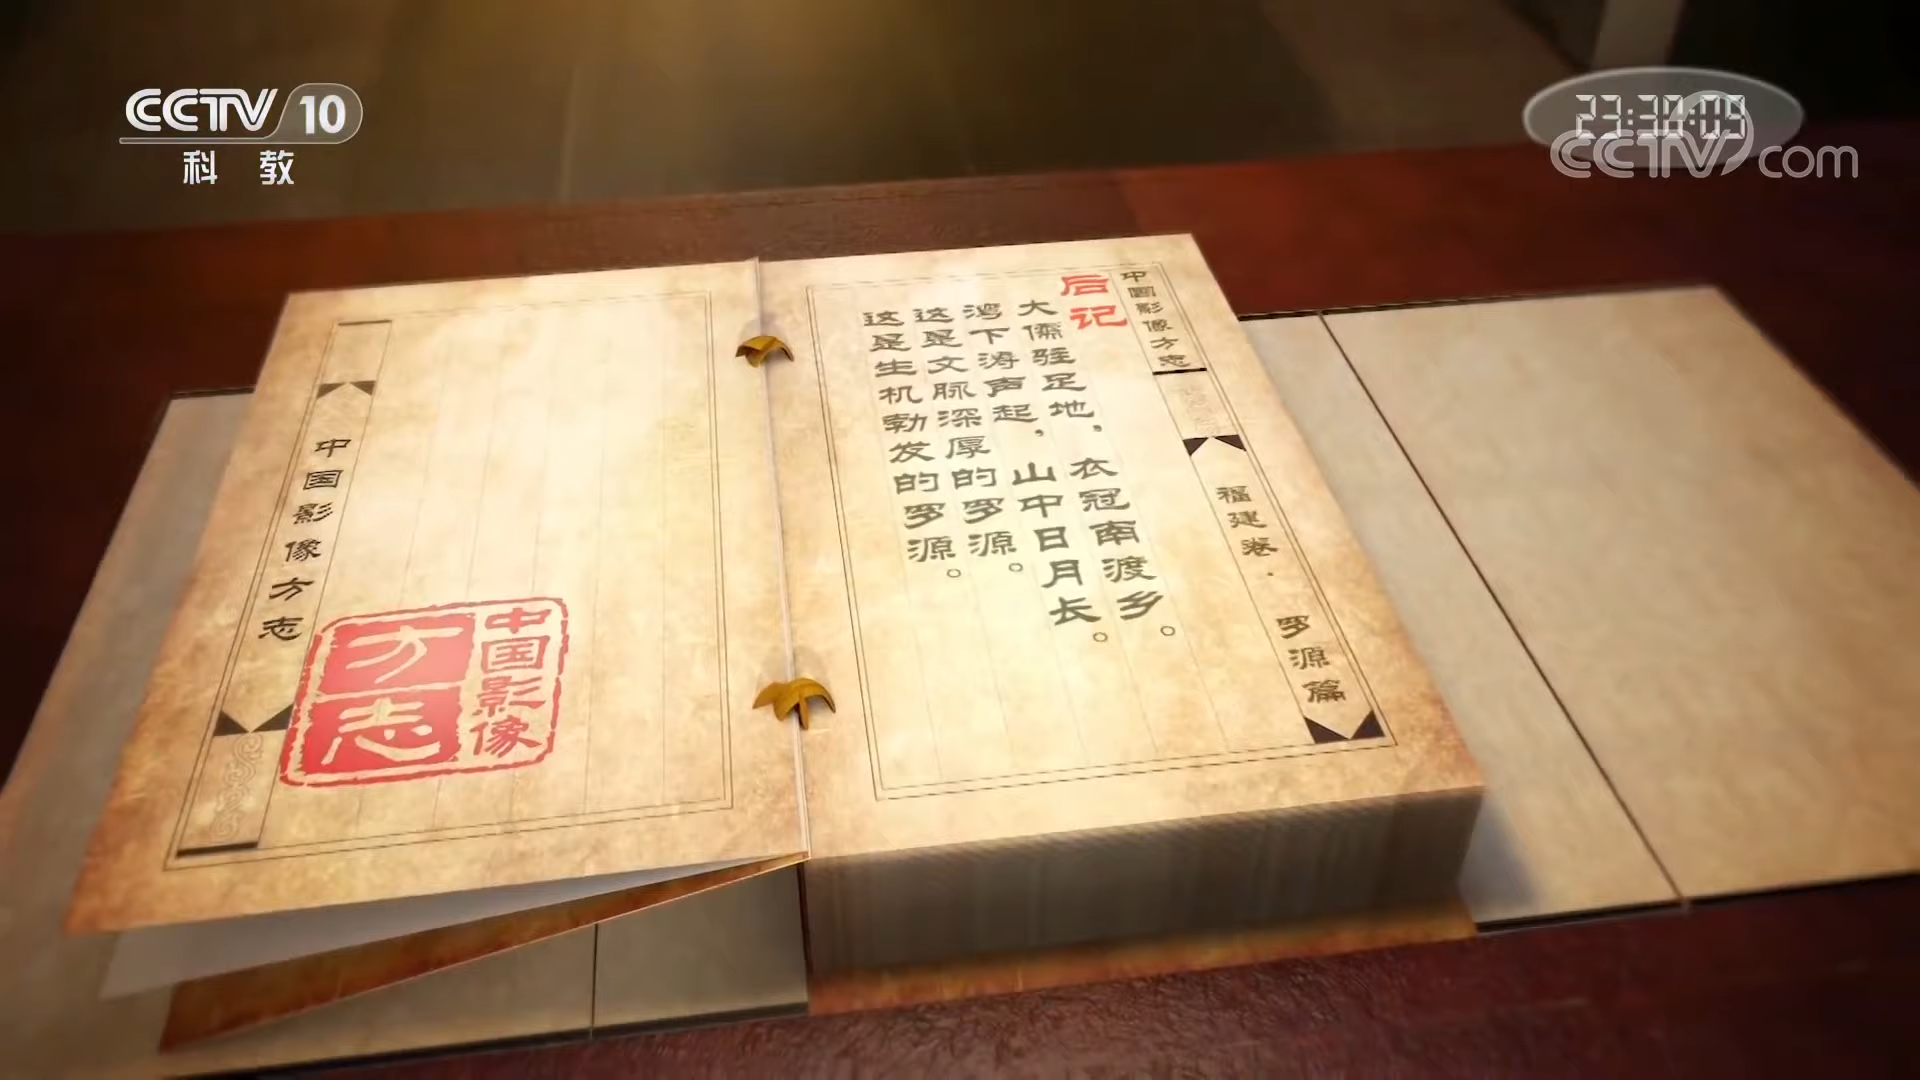 CCTV 10
科教
23:38:09
CCTV com
中国影像方志
福建卷·罗源篇
后记
大儒驻足地，衣冠南渡乡。
湾下涛声起，山中日月长。
这是文脉深厚的罗源。
这是生机勃发的罗源。
中国影像
方志
中国影像方志